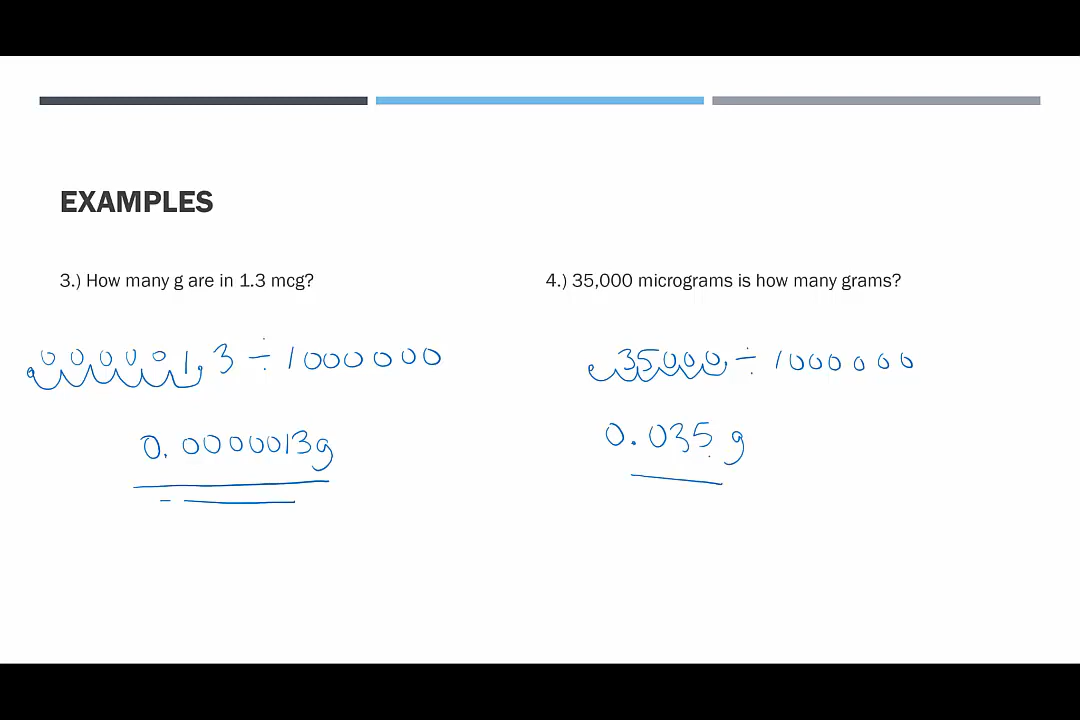 EXAMPLES
3.) How many g are in 1.3 mcg?
000001.3 ÷ 1000000
0.0000013g
4.) 35,000 micrograms is how many grams?
35000. ÷ 1000000
0.035 g